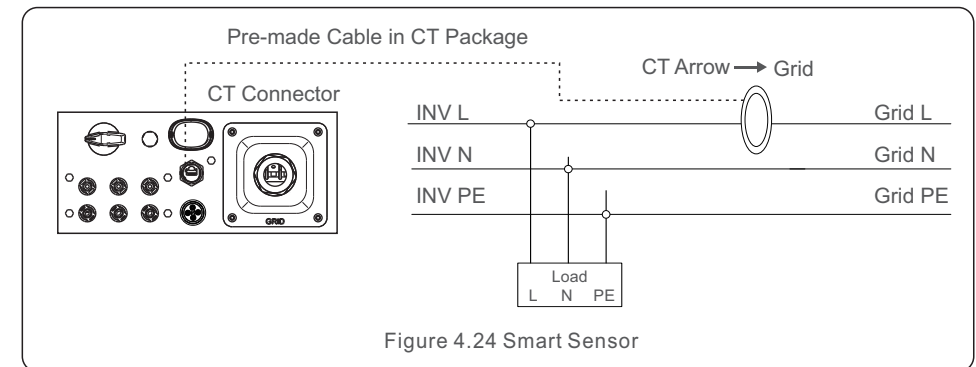 Pre-made Cable in CT Package
CT Arrow → Grid
CT Connector
INV L
Grid L
INV N
Grid N
INV PE
Grid PE
GRID
Load
L N PE
Figure 4.24 Smart Sensor